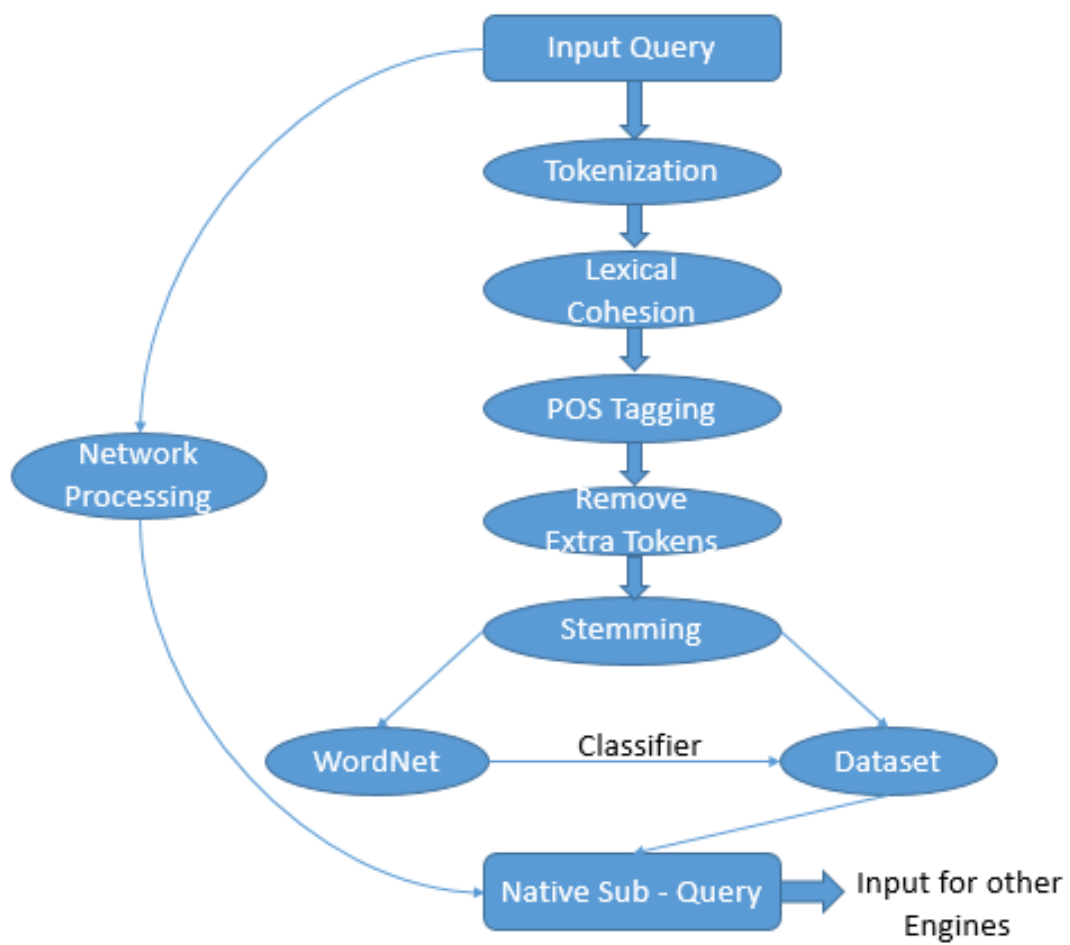 Input Query
Tokenization
Lexical
Cohesion
POS Tagging
Network
Processing
Remove
Extra Tokens
Stemming
WordNet
Classifier
Dataset
Native Sub - Query
Input for other
Engines